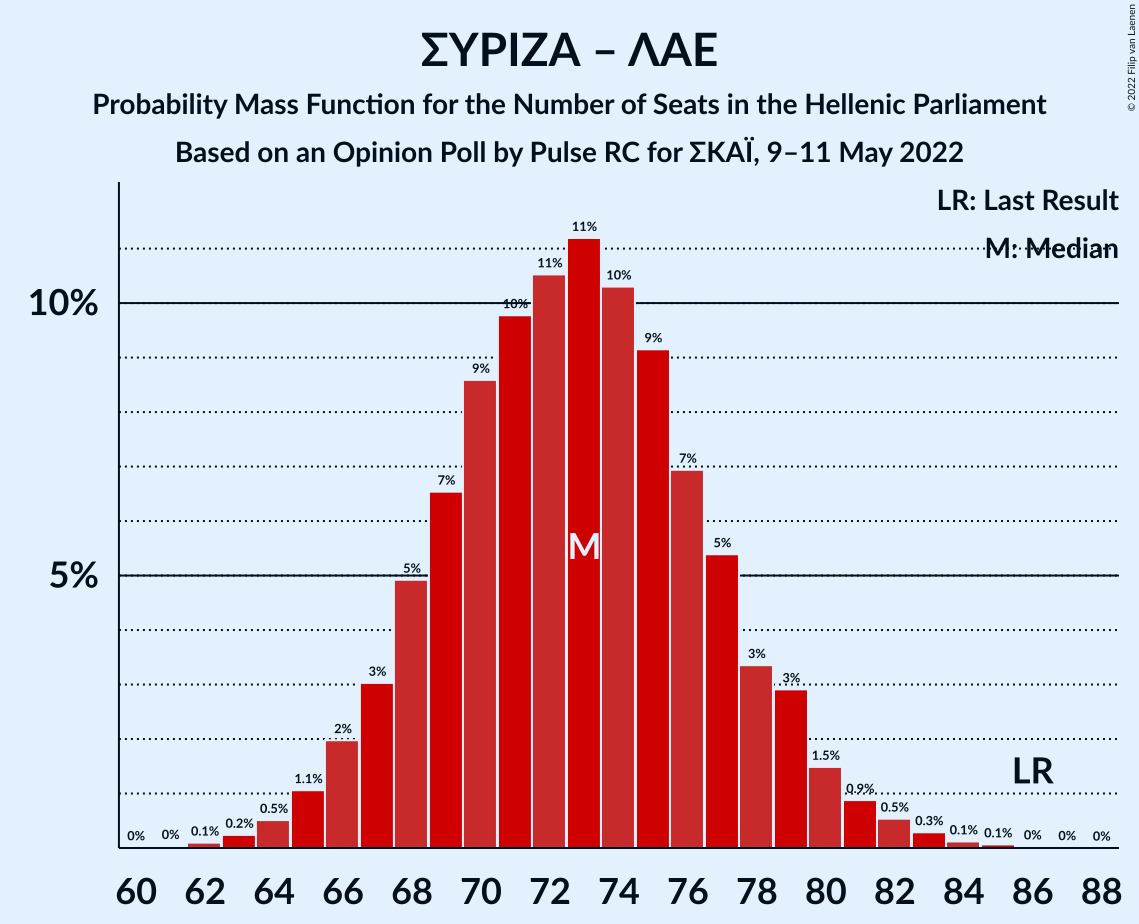 ΣΥΡΙΖΑ – ΛΑΕ
Probability Mass Function for the Number of Seats in the Hellenic Parliament
Based on an Opinion Poll by Pulse RC for ΣΚΑΪ, 9–11 May 2022
© 2022 Filip van Laenen
LR: Last Result
M: Median
10%
5%
0% 0% 0.1% 0.2% 0.5% 1.1% 2% 3% 5% 7% 9% 10% 11% 11% 10% 9% 7% 5% 3% 3% 1.5% 0.9% 0.5% 0.3% 0.1% 0.1% 0% 0% 0%
M
LR
60 62 64 66 68 70 72 74 76 78 80 82 84 86 88